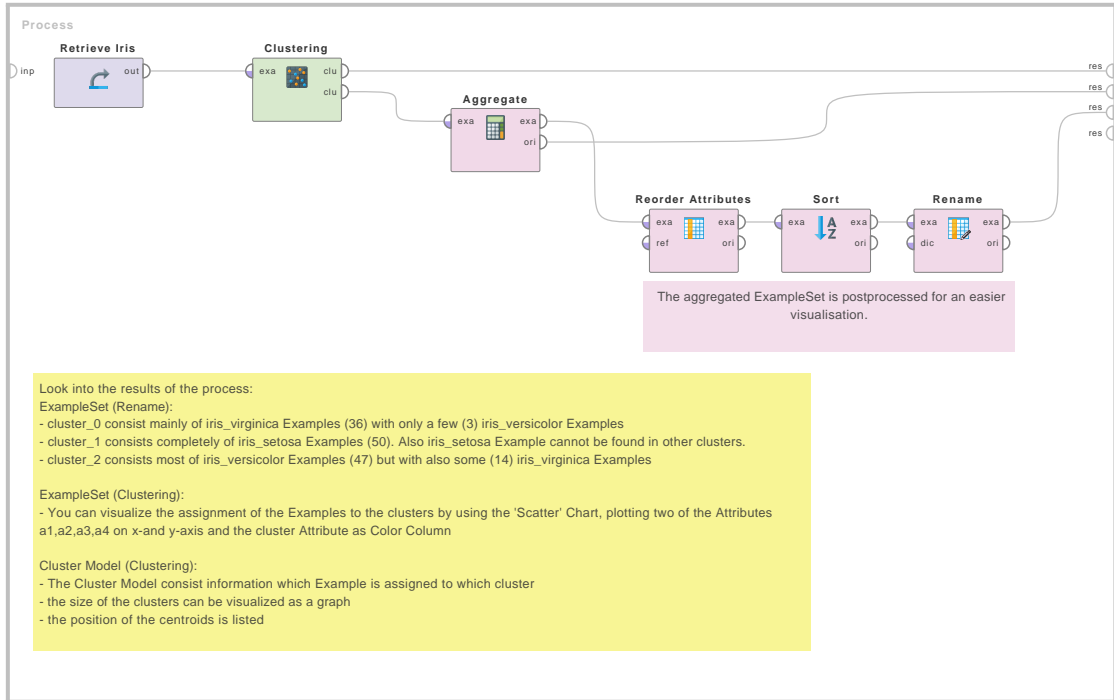 Process
Retrieve Iris
Clustering
inp
out
exa
clu
res
clu
res
Aggregate
exa
exa
res
ori
res
Reorder Attributes
Sort
Rename
exa
exa
exa
exa
exa
exa
ref
ori
ori
dic
ori
The aggregated ExampleSet is postprocessed for an easier
visualisation.
Look into the results of the process:
ExampleSet (Rename):
- cluster_0 consist mainly of iris_virginica Examples (36) with only a few (3) iris_versicolor Examples
- cluster_1 consists completely of iris_setosa Examples (50). Also iris_setosa Example cannot be found in other clusters.
- cluster_2 consists most of iris_versicolor Examples (47) but with also some (14) iris_virginica Examples
ExampleSet (Clustering):
- You can visualize the assignment of the Examples to the clusters by using the 'Scatter' Chart, plotting two of the Attributes
a1,a2,a3,a4 on x-and y-axis and the cluster Attribute as Color Column
Cluster Model (Clustering):
- The Cluster Model consist information which Example is assigned to which cluster
- the size of the clusters can be visualized as a graph
- the position of the centroids is listed